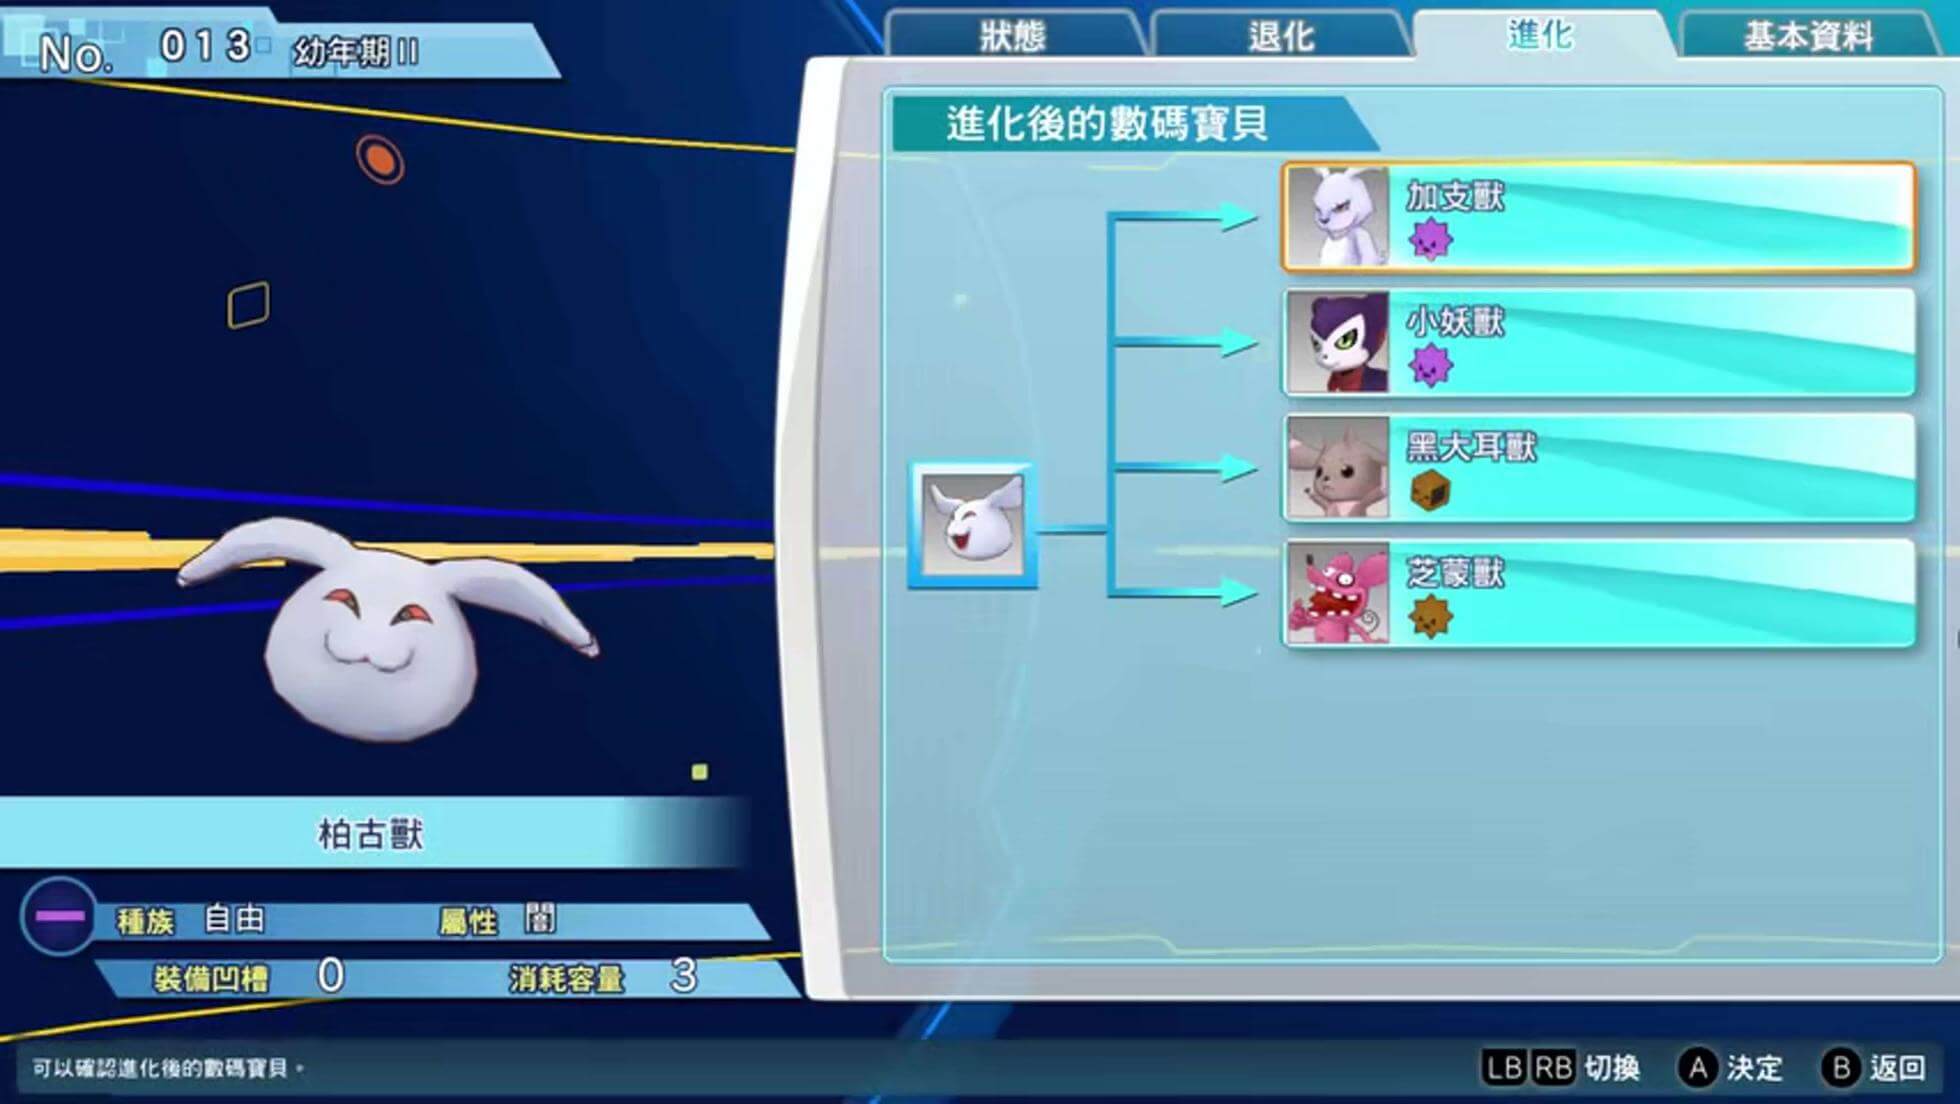 No. 013 幼年期II
狀態 退化 進化 基本資料
進化後的數碼寶貝
加支獸
小妖獸
黑大耳獸
芝蒙獸
柏古獸
種族 自由 屬性 闇
裝備凹槽 0 消耗容量 3
可以確認進化後的數碼寶貝。
LB RB 切換 A 決定 B 返回